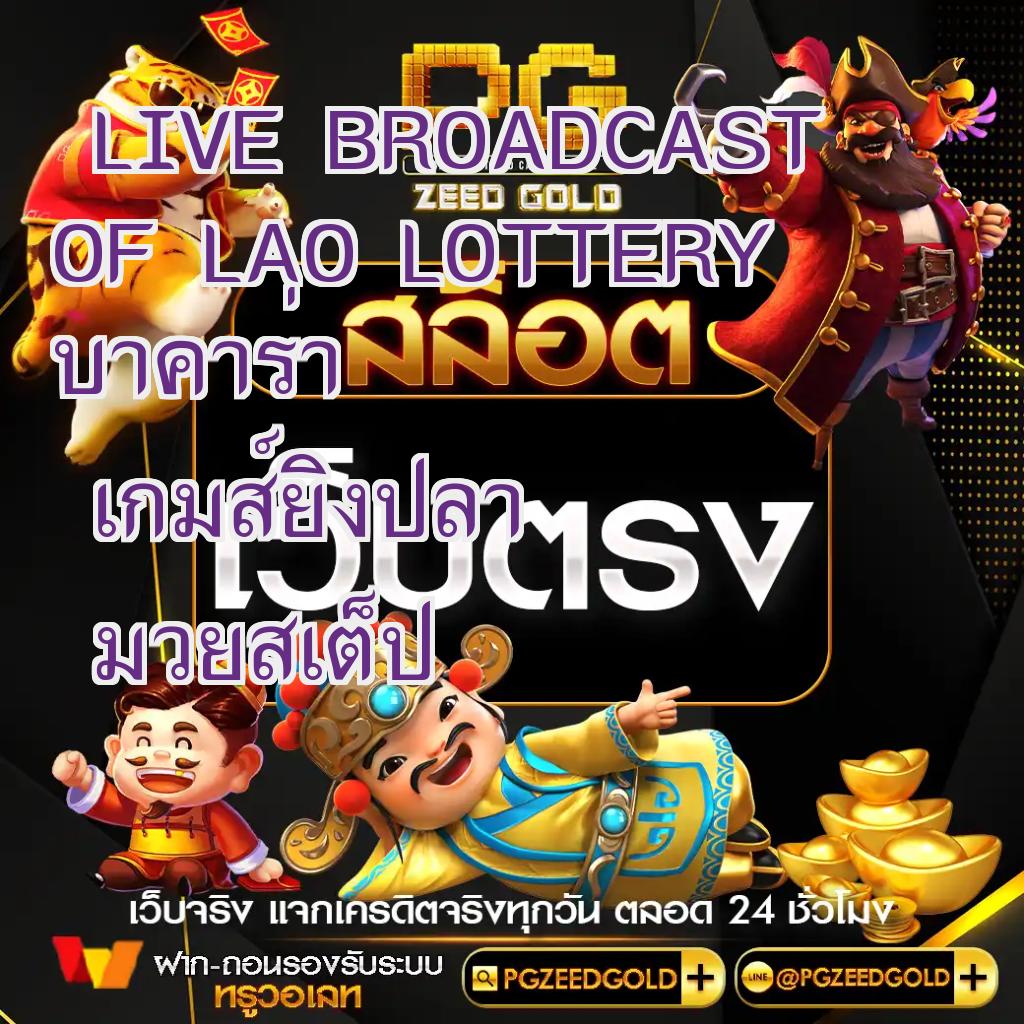 PG
LIVE BROADCAST
ZEED GOLD
OF LAO LOTTERY
สล็อต
บาคารา
เกมส์ยิงปลา
เว็บตรง
มวยสเต็ป
เว็บจริง แจกเครดิตจริงทุกวัน ตลอด 24 ชั่วโมง
ฝาก-ถอนรองรับระบบ
ทรูวอเลท
PGZEEDGOLD +
LINE @PGZEEDGOLD +